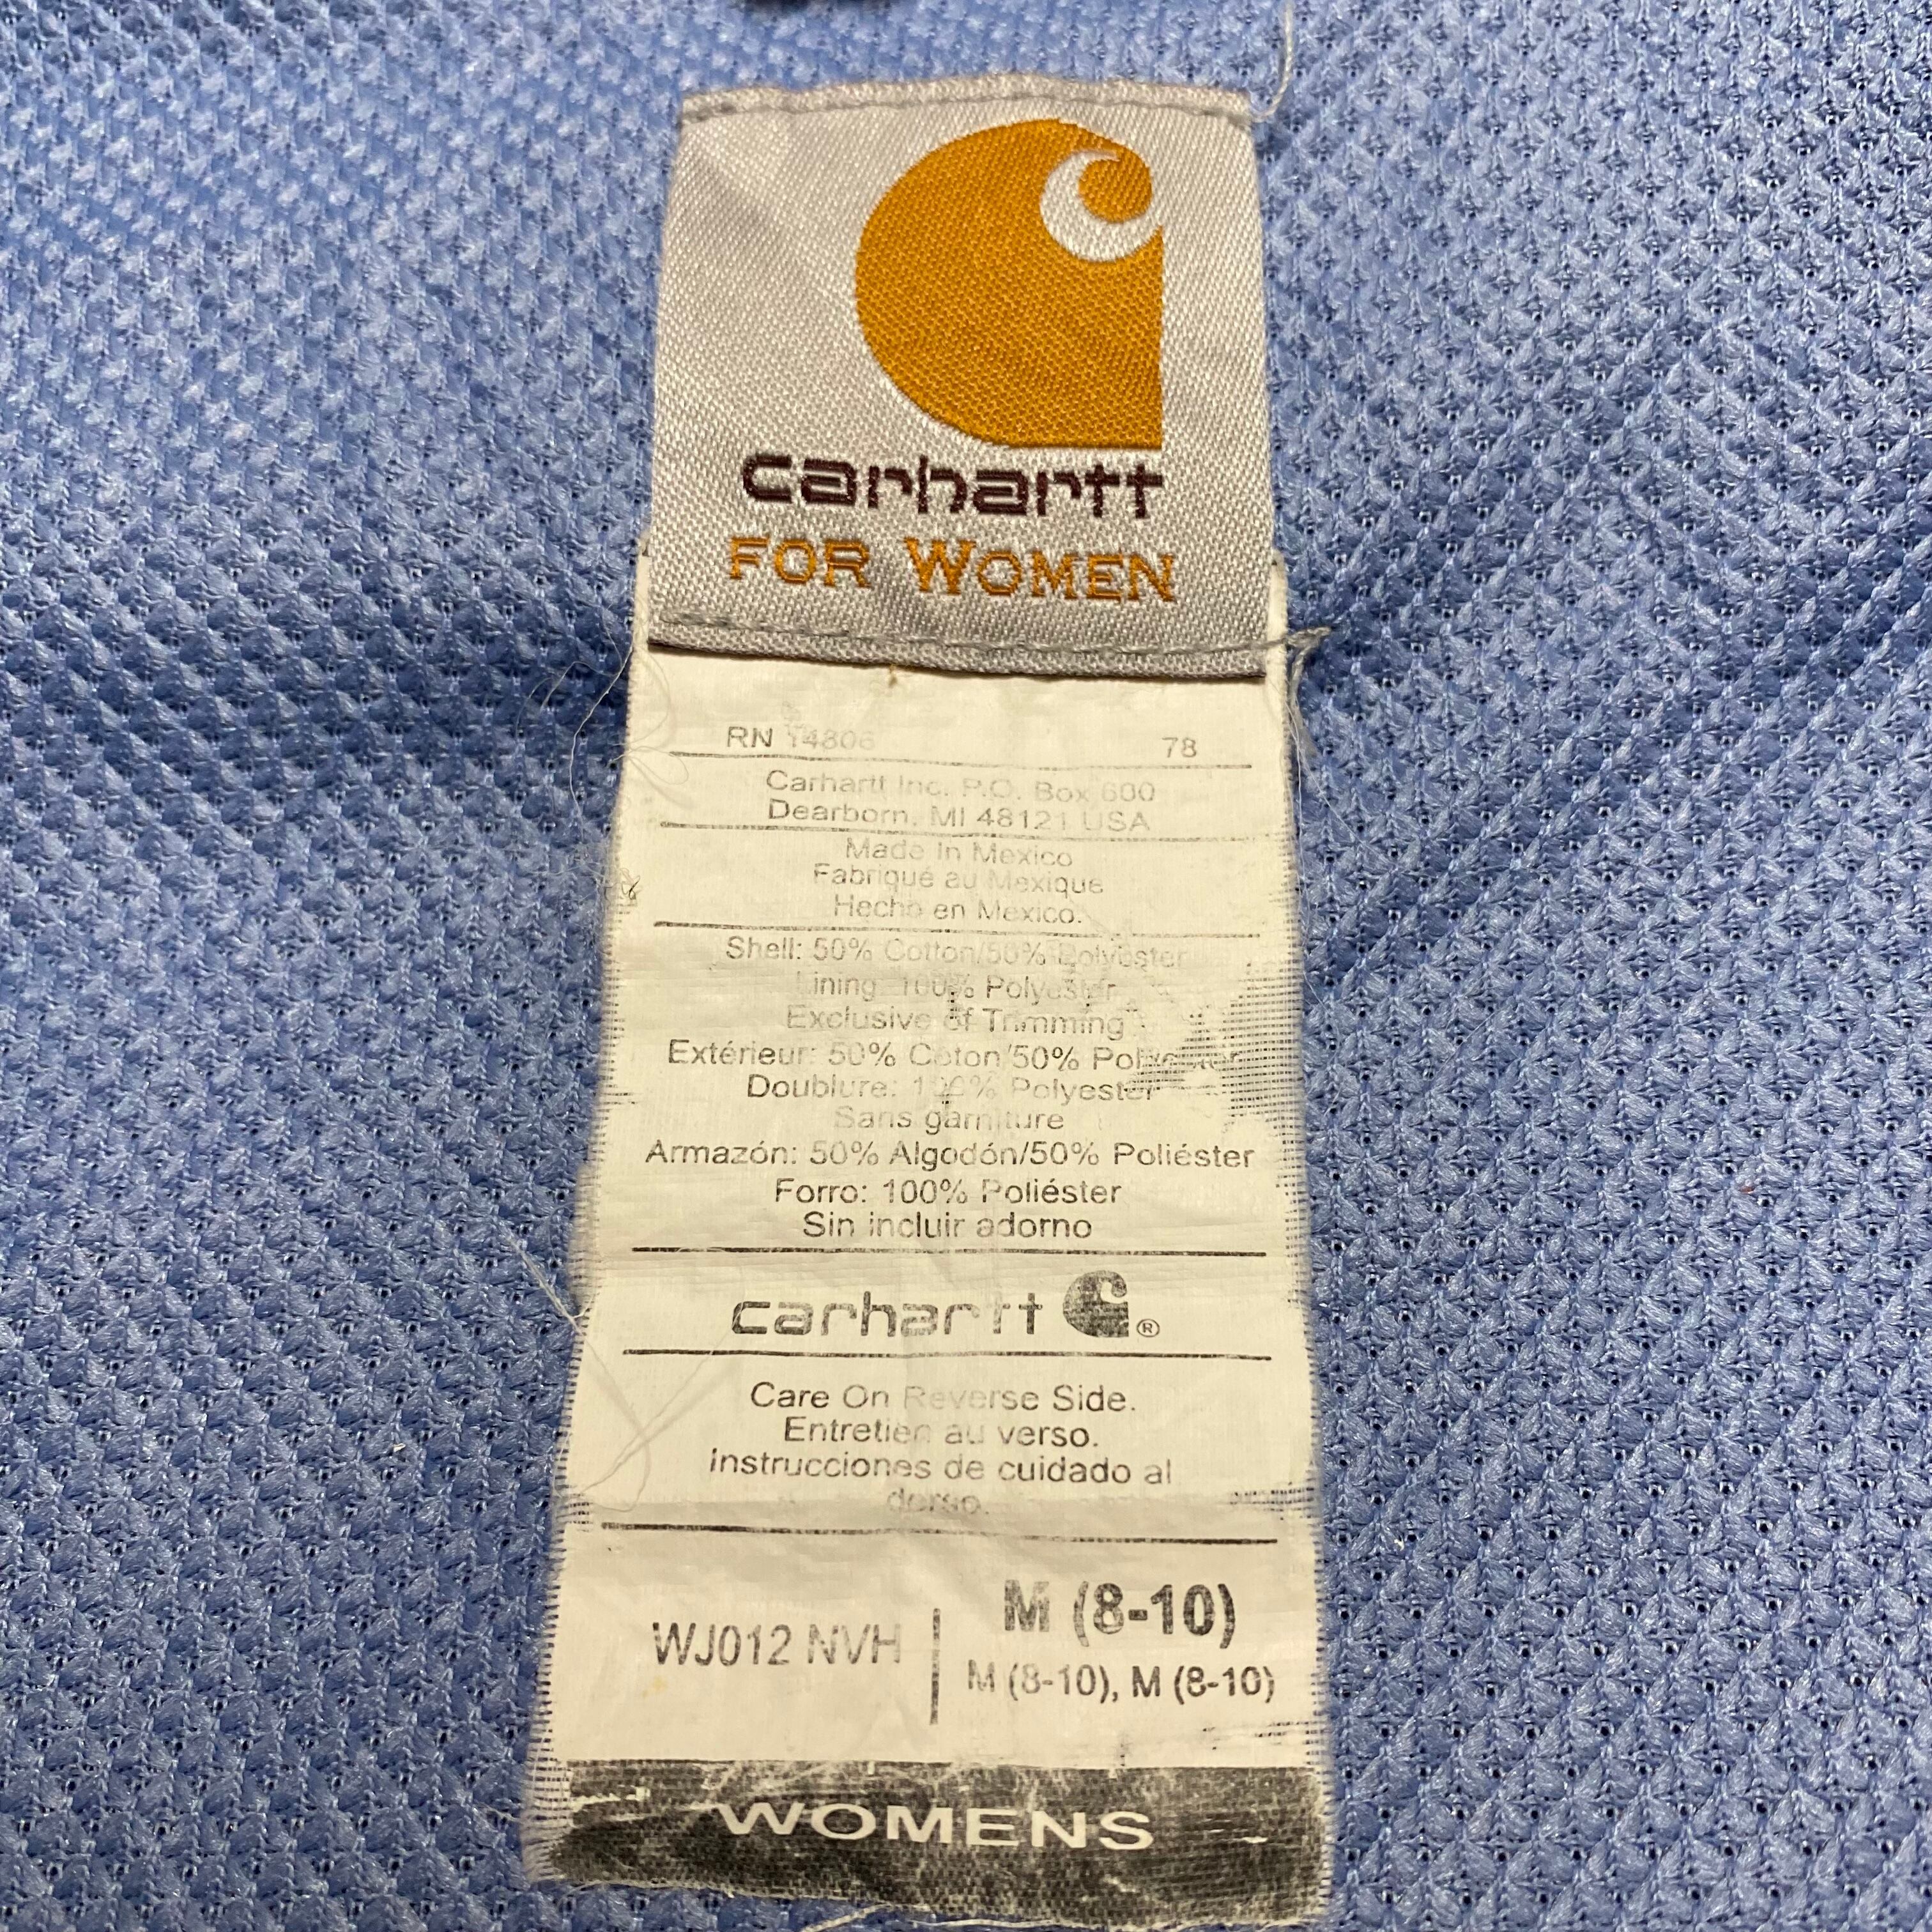 carhartt
FOR WOMEN
RN 14806 78
Carhartt Inc. P.O. Box 600
Dearborn, MI 48121 USA
Made In Mexico
Fabriqué au Mexique
Hecho en Mexico.
Shell: 50% Cotton/50% Polyester
Lining: 100% Polyester
Exclusive of Trimming
Extérieur: 50% Coton/50% Polyester
Doublure: 100% Polyester
Sans garniture
Armazón: 50% Algodón/50% Poliéster
Forro: 100% Poliéster
Sin incluir adorno
carhartt ®
Care On Reverse Side.
Entretien au verso.
Instrucciones de cuidado al
dorso.
WJ012 NVH
M (8-10)
M (8-10), M (8-10)
WOMENS